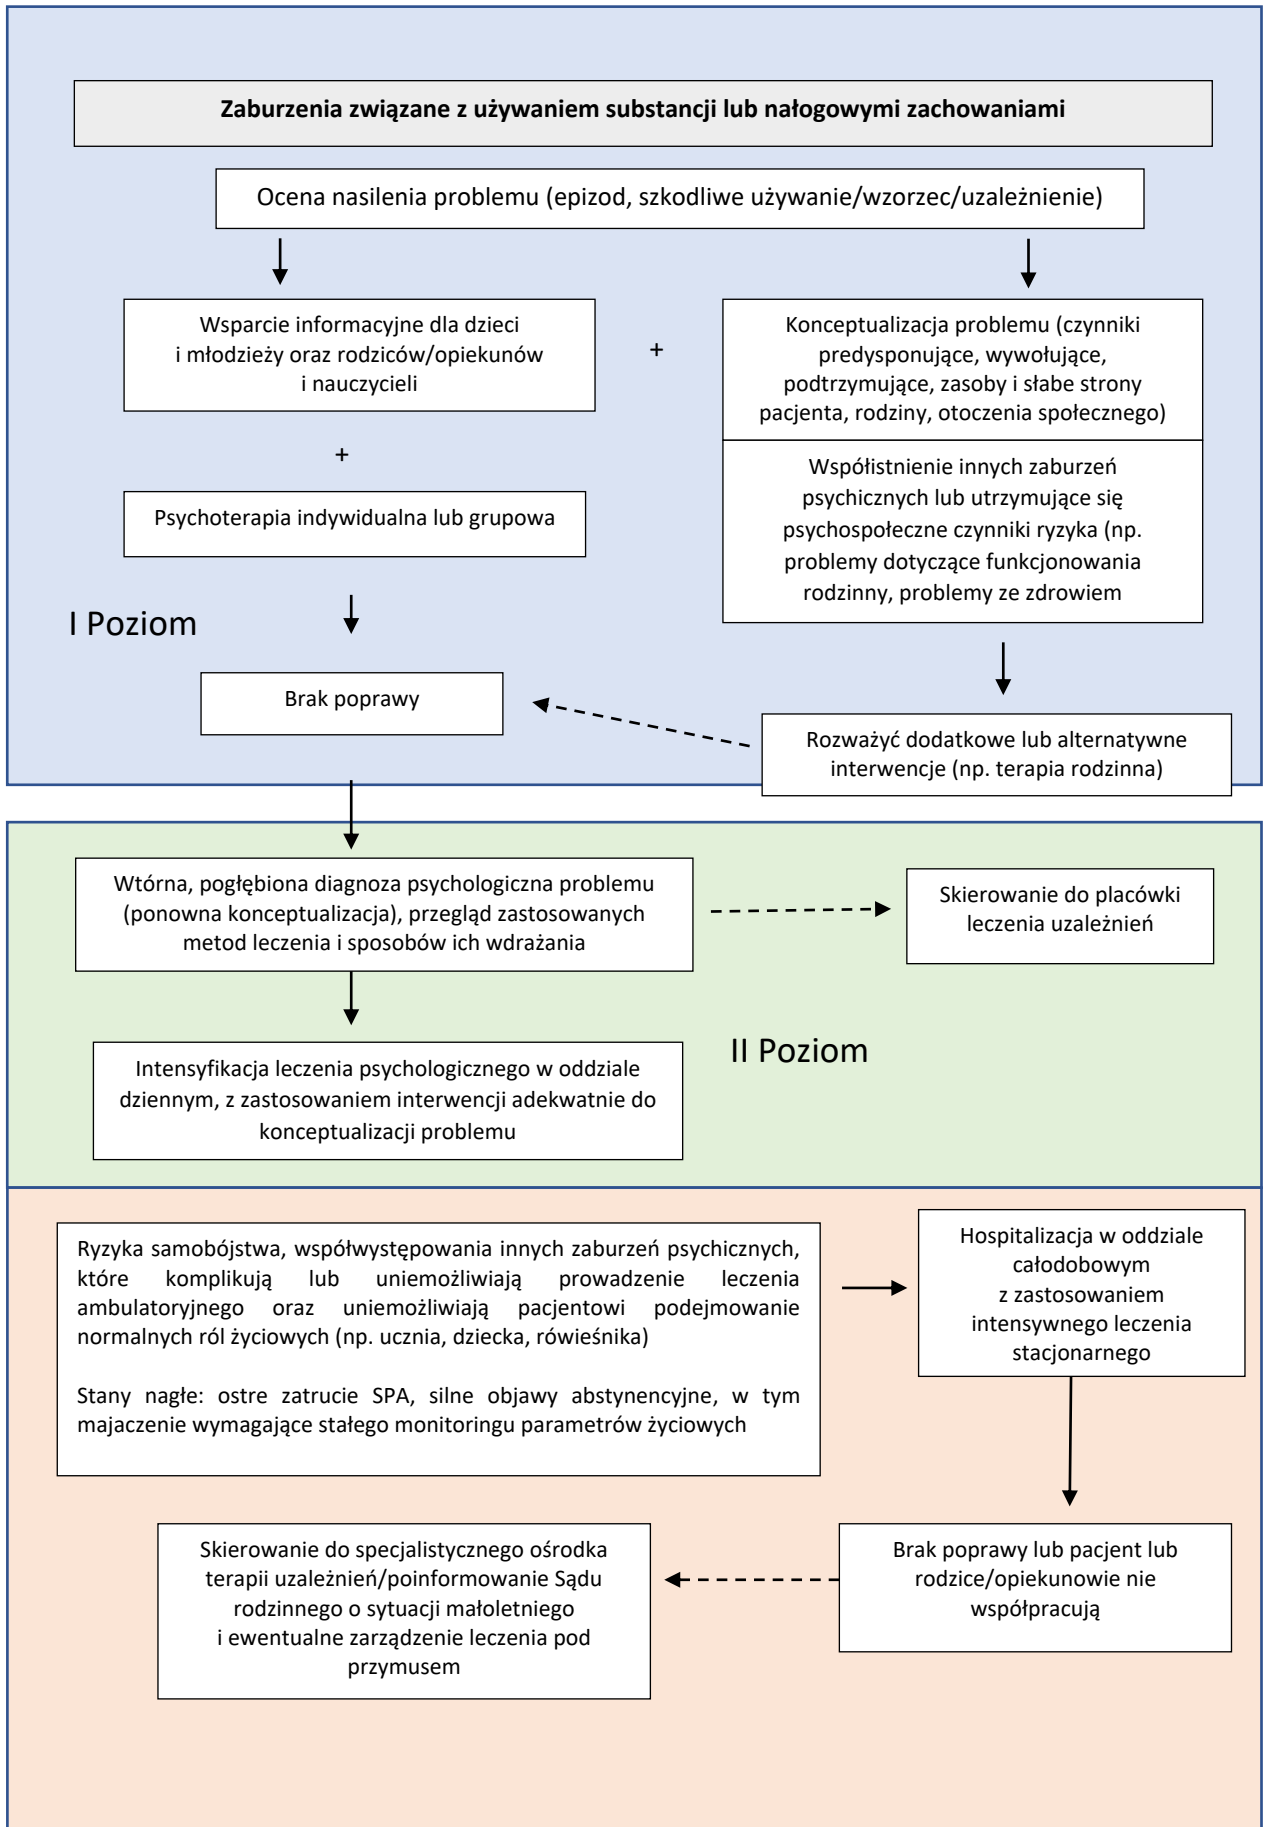 Zaburzenia związane z używaniem substancji lub nałogowymi zachowaniami
Ocena nasilenia problemu (epizod, szkodliwe używanie/wzorzec/uzależnienie)
Wsparcie informacyjne dla dzieci
i młodzieży oraz rodziców/opiekunów
i nauczycieli
+
Konceptualizacja problemu (czynniki
predysponujące, wywołujące,
podtrzymujące, zasoby i słabe strony
pacjenta, rodziny, otoczenia społecznego)
+
Psychoterapia indywidualna lub grupowa
Współistnienie innych zaburzeń
psychicznych lub utrzymujące się
psychospołeczne czynniki ryzyka (np.
problemy dotyczące funkcjonowania
rodzinny, problemy ze zdrowiem
I Poziom
Brak poprawy
Rozważyć dodatkowe lub alternatywne
interwencje (np. terapia rodzinna)
Wtórna, pogłębiona diagnoza psychologiczna problemu
(ponowna konceptualizacja), przegląd zastosowanych
metod leczenia i sposobów ich wdrażania
Skierowanie do placówki
leczenia uzależnień
II Poziom
Intensyfikacja leczenia psychologicznego w oddziale
dziennym, z zastosowaniem interwencji adekwatnie do
konceptualizacji problemu
Ryzyka samobójstwa, współwystępowania innych zaburzeń psychicznych,
które komplikują lub uniemożliwiają prowadzenie leczenia
ambulatoryjnego oraz uniemożliwiają pacjentowi podejmowanie
normalnych ról życiowych (np. ucznia, dziecka, rówieśnika)
Stany nagłe: ostre zatrucie SPA, silne objawy abstynencyjne, w tym
majaczenie wymagające stałego monitoringu parametrów życiowych
Hospitalizacja w oddziale
całodobowym
z zastosowaniem
intensywnego leczenia
stacjonarnego
Skierowanie do specjalistycznego ośrodka
terapii uzależnień/poinformowanie Sądu
rodzinnego o sytuacji małoletniego
i ewentualne zarządzenie leczenia pod
przymusem
Brak poprawy lub pacjent lub
rodzice/opiekunowie nie
współpracują